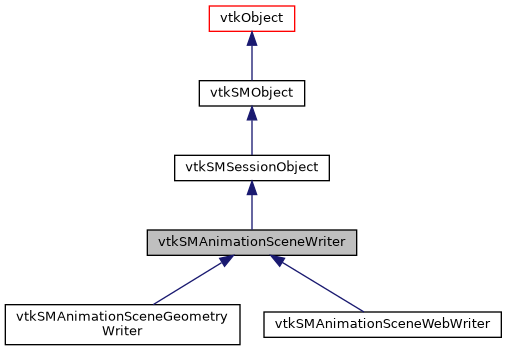 vtkObject
vtkSMObject
vtkSMSessionObject
vtkSMAnimationSceneWriter
vtkSMAnimationSceneGeometry
Writer
vtkSMAnimationSceneWebWriter